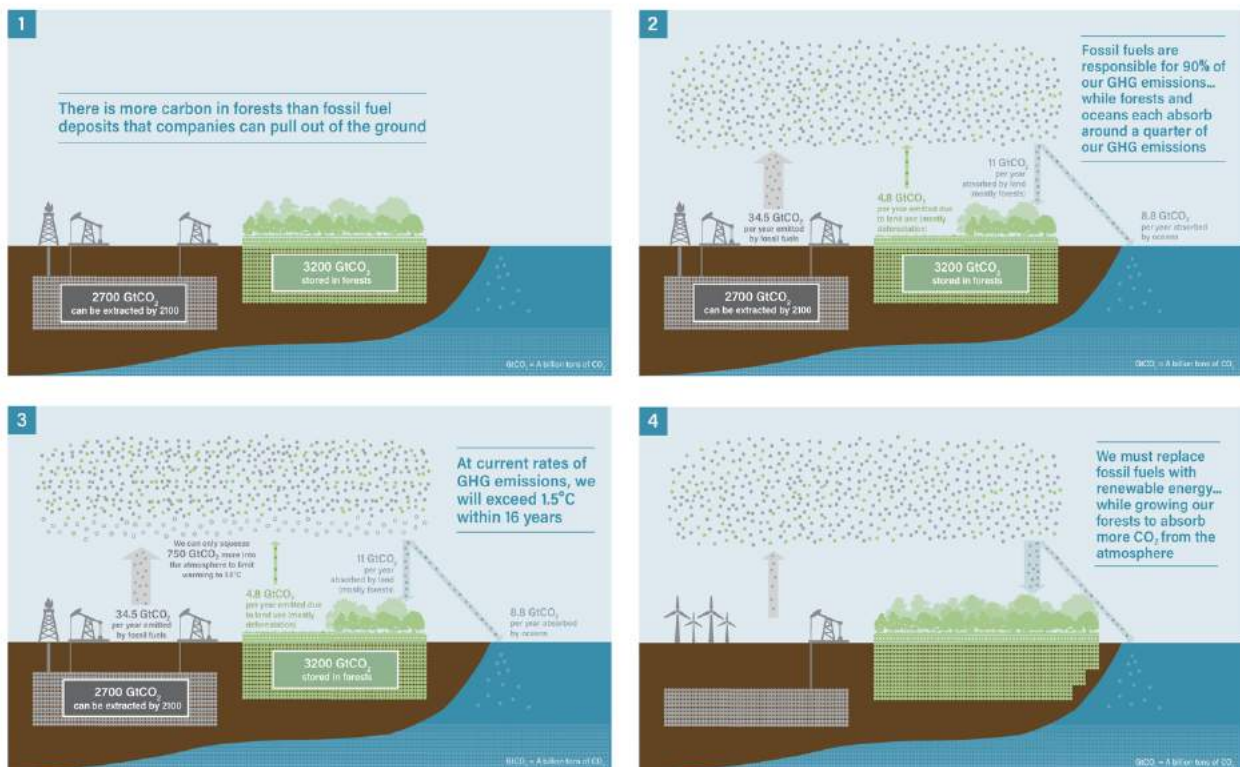 1
There is more carbon in forests than fossil fuel
deposits that companies can pull out of the ground
3200 GtCO₂
stored in forests
2700 GtCO₂
can be extracted by 2100
GtCO₂ = A billion tons of CO₂
2
Fossil fuels are
responsible for 90% of
our GHG emissions...
while forests and
oceans each absorb
around a quarter of
our GHG emissions
11 GtCO₂
per year
absorbed by land
(mostly forests)
4.8 GtCO₂
per year emitted due
to land use (mostly
deforestation)
34.5 GtCO₂
per year emitted
by fossil fuels
8.8 GtCO₂
per year absorbed
by oceans
3200 GtCO₂
stored in forests
2700 GtCO₂
can be extracted by 2100
GtCO₂ = A billion tons of CO₂
3
At current rates of
GHG emissions, we
will exceed 1.5°C
within 16 years
We can only squeeze
750 GtCO₂ more into
the atmosphere to limit
warming to 1.5°C
11 GtCO₂
per year
absorbed by land
(mostly forests)
4.8 GtCO₂
per year emitted due
to land use (mostly
deforestation)
34.5 GtCO₂
per year emitted
by fossil fuels
8.8 GtCO₂
per year absorbed
by oceans
3200 GtCO₂
stored in forests
2700 GtCO₂
can be extracted by 2100
GtCO₂ = A billion tons of CO₂
4
We must replace
fossil fuels with
renewable energy...
while growing our
forests to absorb
more CO₂ from the
atmosphere
GtCO₂ = A billion tons of CO₂